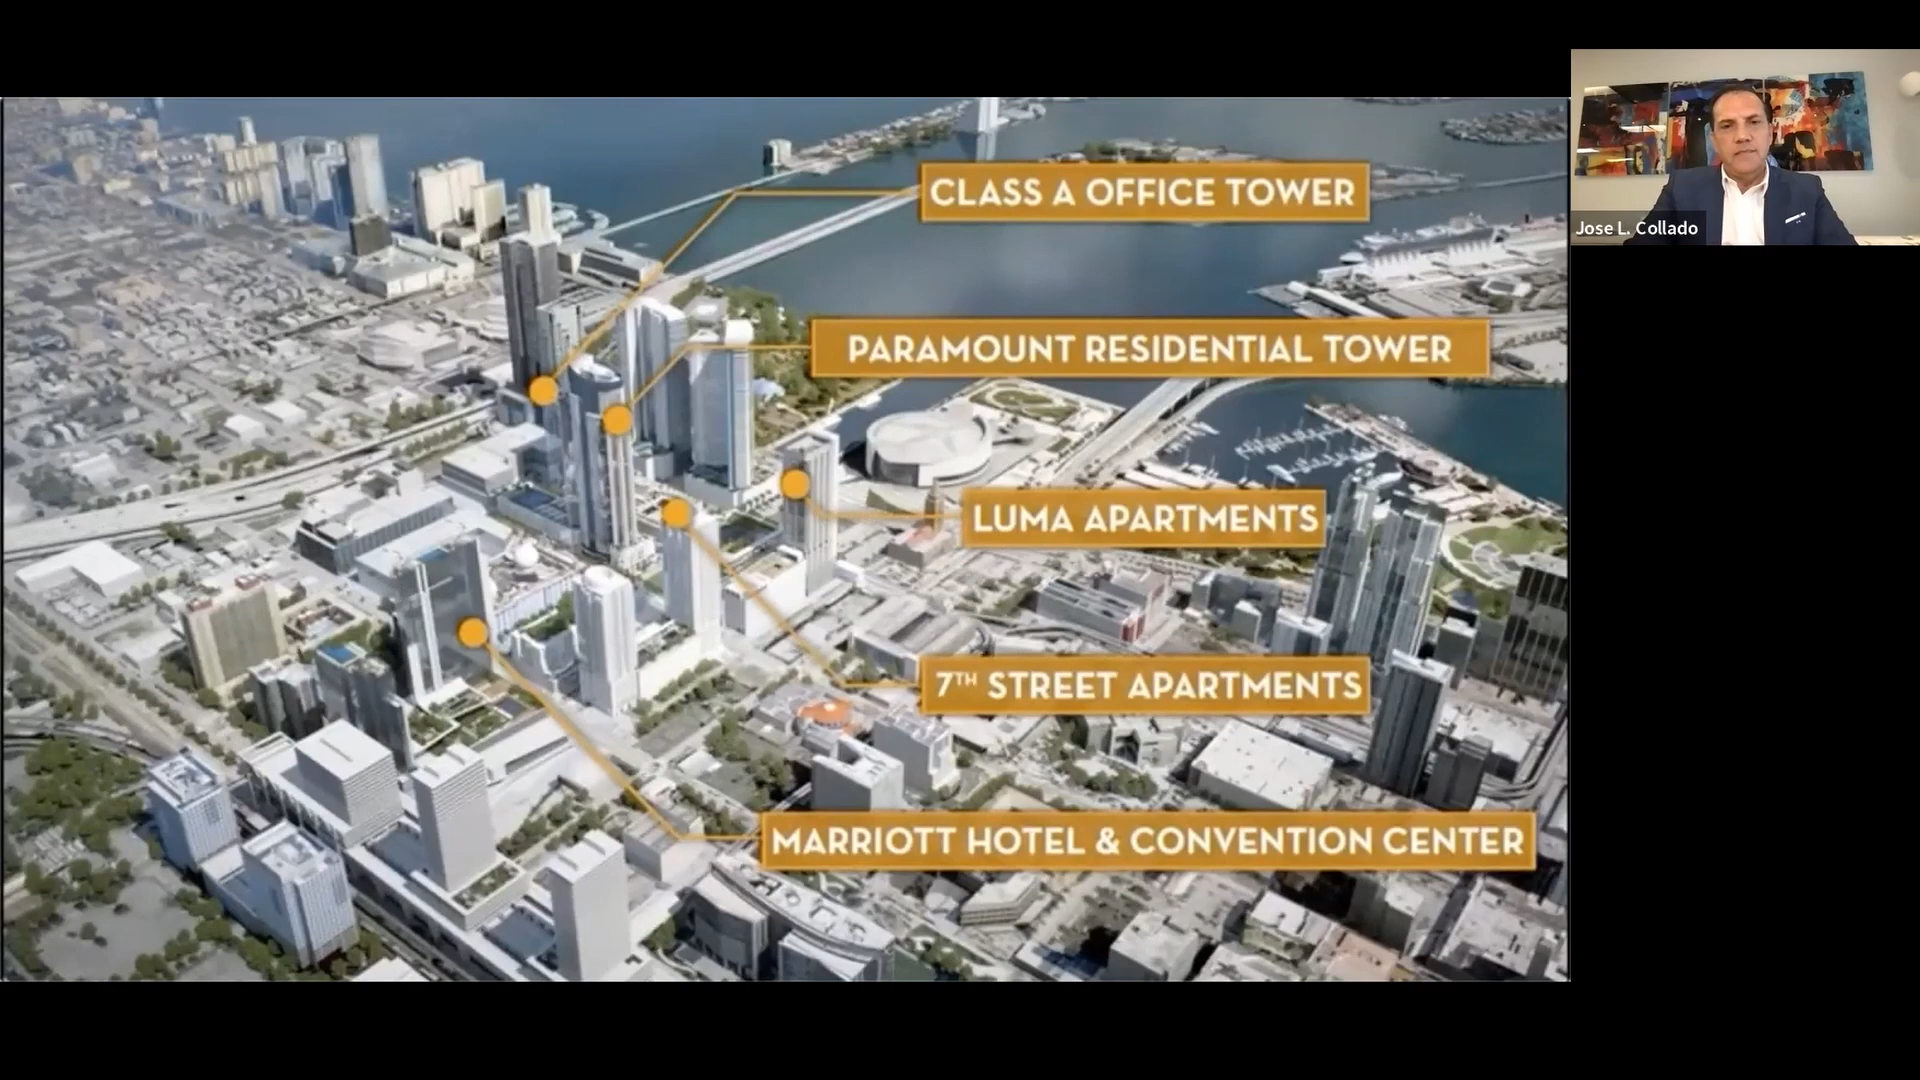 CLASS A OFFICE TOWER
Jose L. Collado
PARAMOUNT RESIDENTIAL TOWER
LUMA APARTMENTS
7TH STREET APARTMENTS
MARRIOTT HOTEL & CONVENTION CENTER